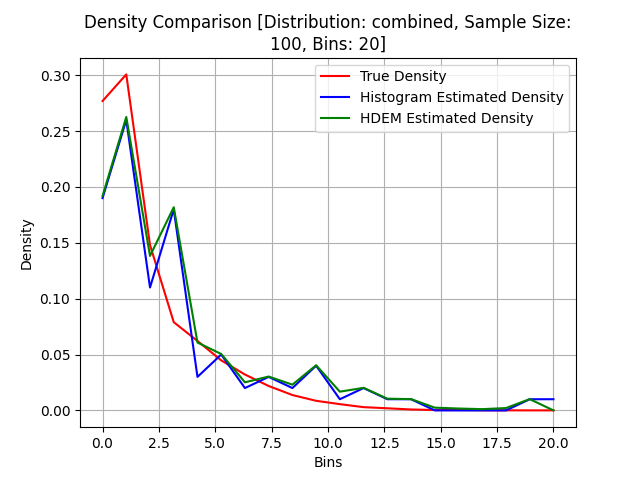 Density Comparison [Distribution: combined, Sample Size:
100, Bins: 20]
True Density
Histogram Estimated Density
HDEM Estimated Density
Density
0.30
0.25
0.20
0.15
0.10
0.05
0.00
0.0 2.5 5.0 7.5 10.0 12.5 15.0 17.5 20.0
Bins